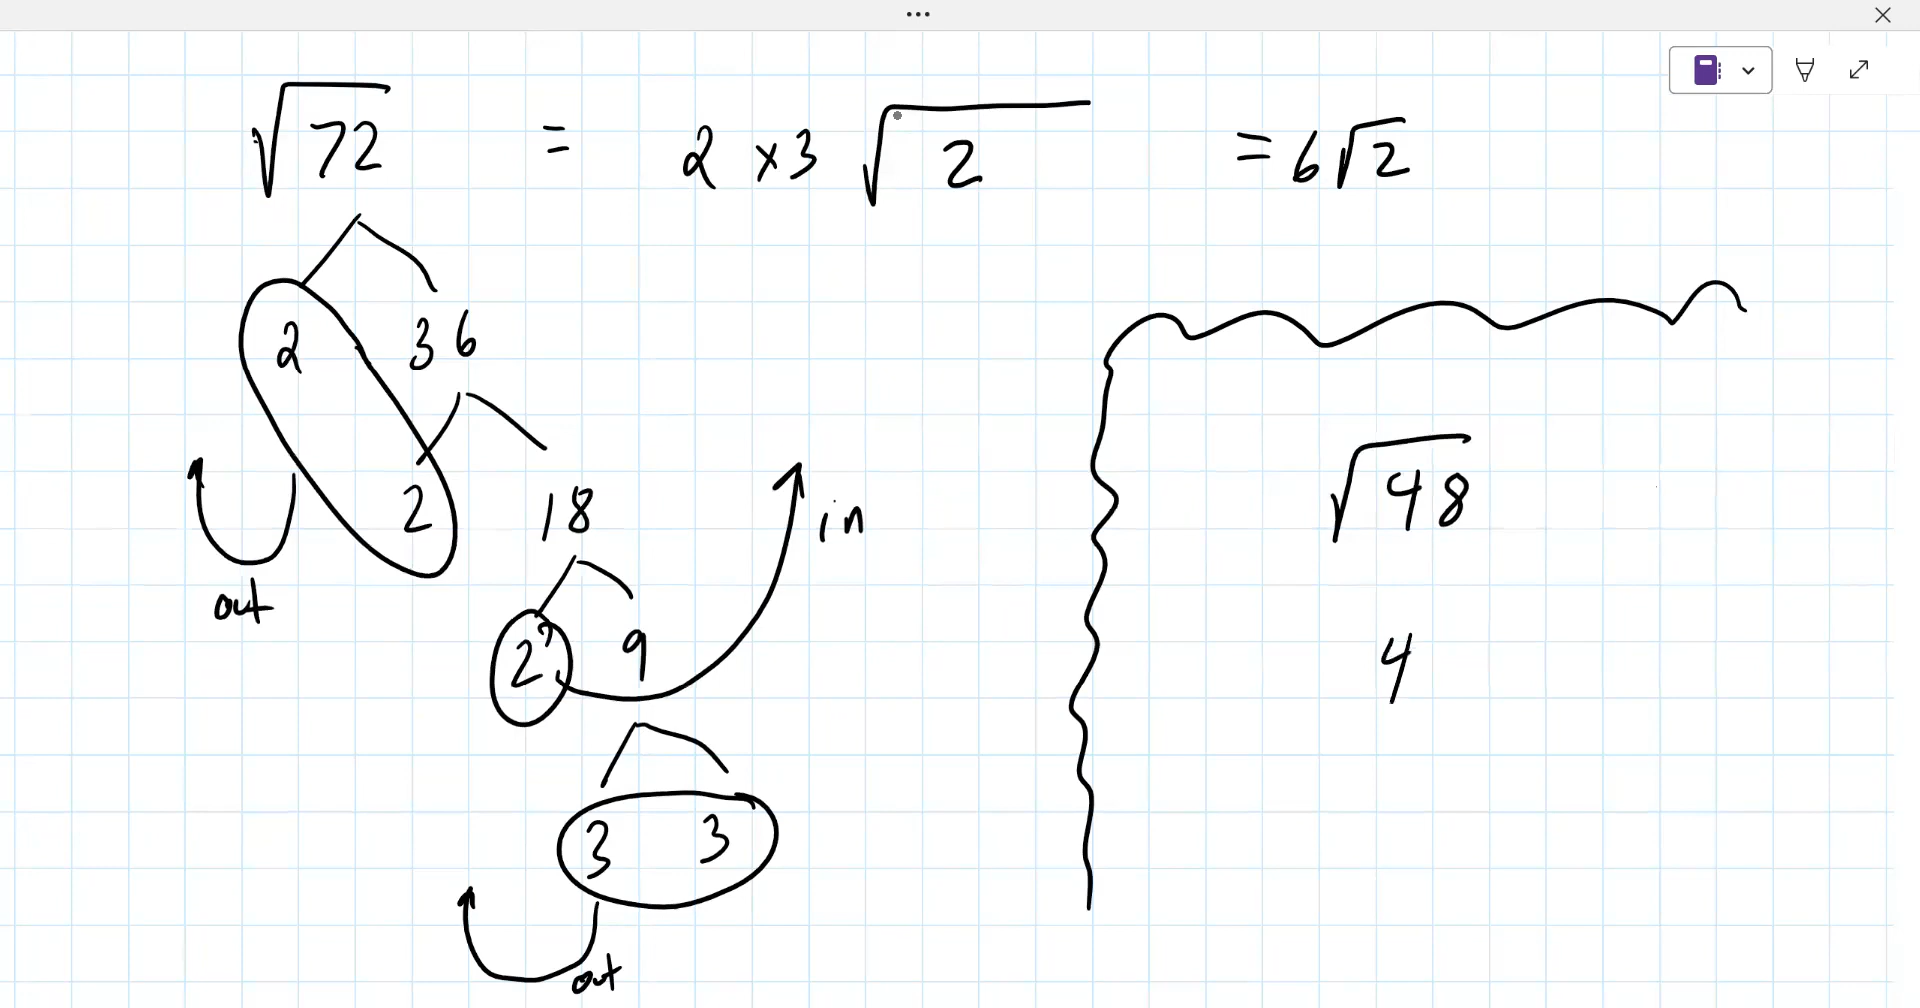 √72 = 2 ×3 √2 = 6√2
2 36
2 18
out
in
2 9
3 3
out
√48
4